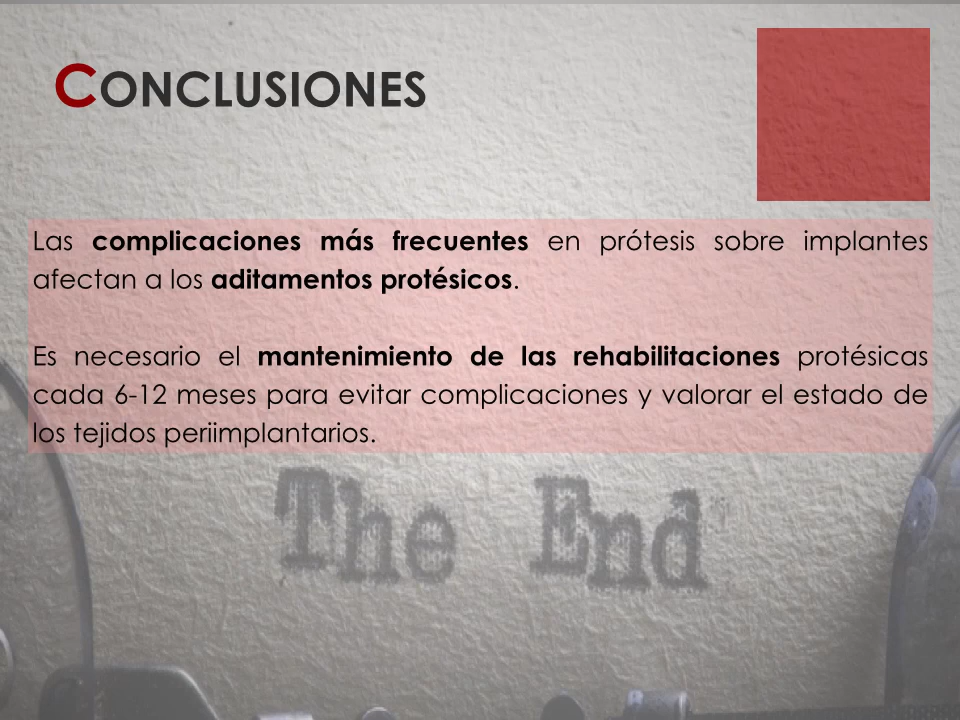 CONCLUSIONES
Las complicaciones más frecuentes en prótesis sobre implantes
afectan a los aditamentos protésicos.
Es necesario el mantenimiento de las rehabilitaciones protésicas
cada 6-12 meses para evitar complicaciones y valorar el estado de
los tejidos periimplantarios.
The End